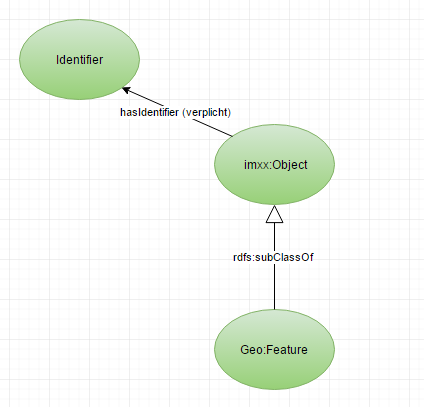 Identifier
hasIdentifier (verplicht)
imxx:Object
rdfs:subClassOf
Geo:Feature